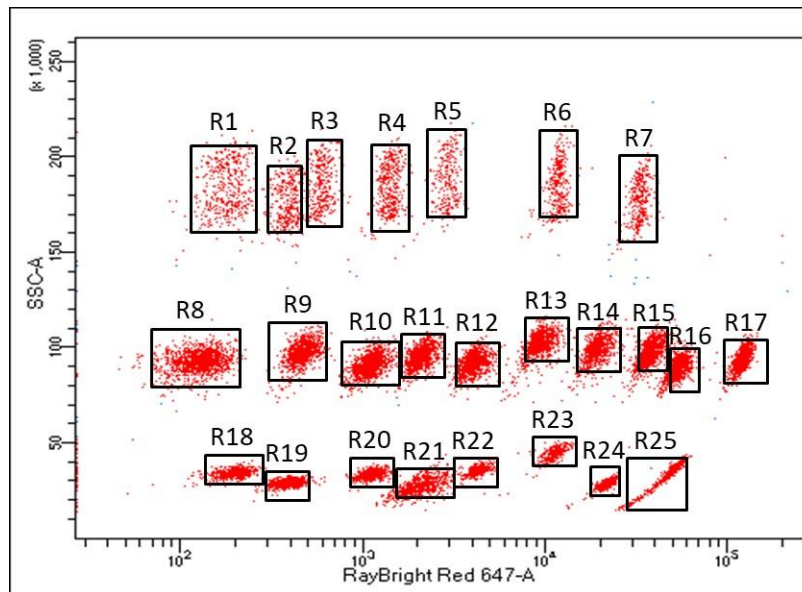 (x 1,000)
SSC-A
250
200
150
100
50
R1
R2
R3
R4
R5
R6
R7
R8
R9
R10
R11
R12
R13
R14
R15
R16
R17
R18
R19
R20
R21
R22
R23
R24
R25
10²
10³
10⁴
10⁵
RayBright Red 647-A